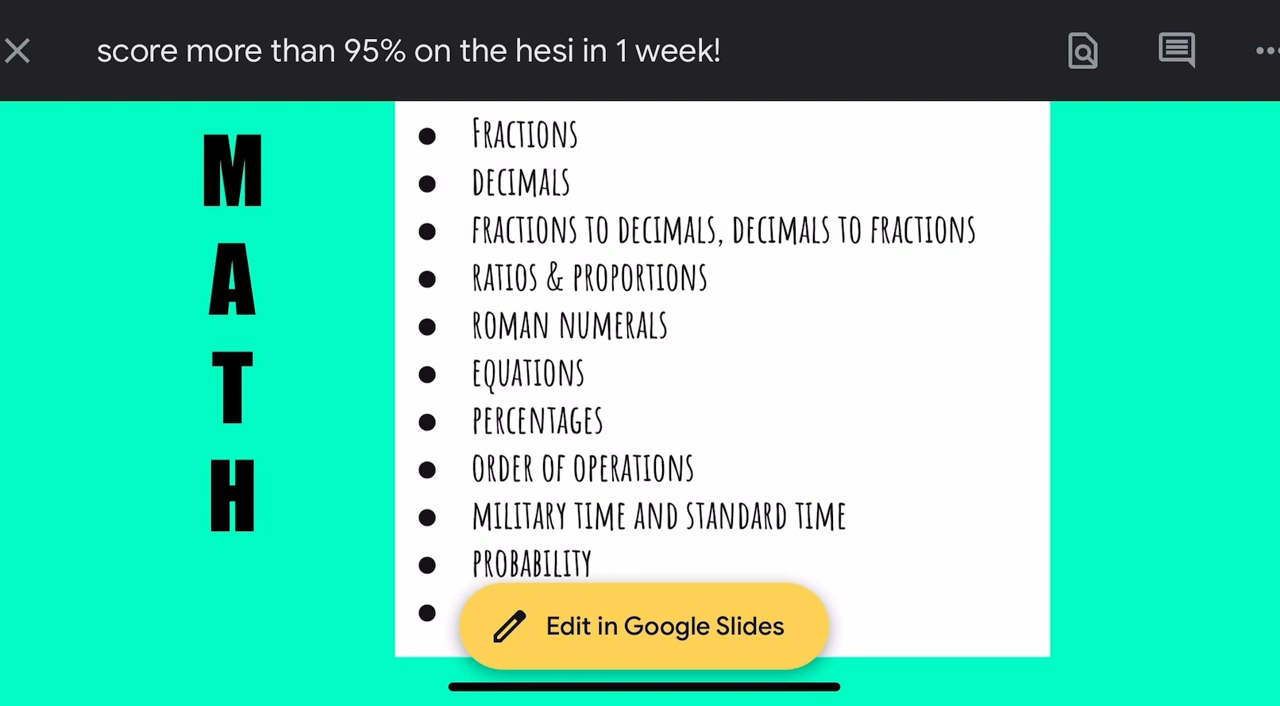 score more than 95% on the hesi in 1 week!
MATH
Fractions
decimals
fractions to decimals, decimals to fractions
ratios & proportions
roman numerals
equations
percentages
order of operations
military time and standard time
probability
Edit in Google Slides